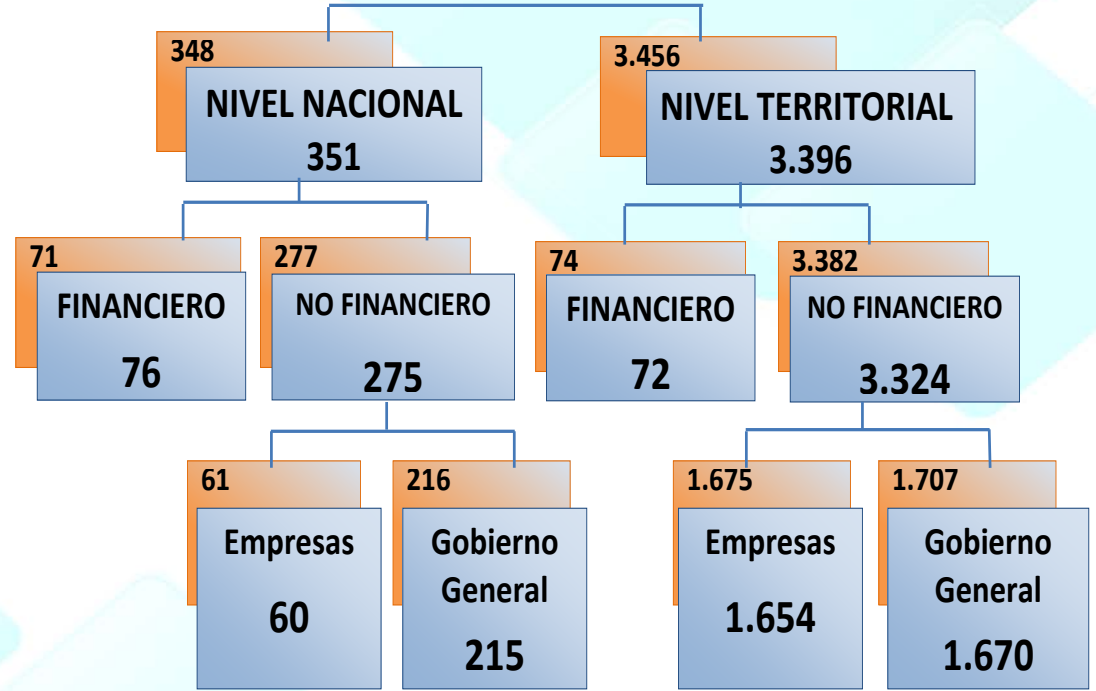 348
NIVEL NACIONAL
351
3.456
NIVEL TERRITORIAL
3.396
71
FINANCIERO
76
277
NO FINANCIERO
275
74
FINANCIERO
72
3.382
NO FINANCIERO
3.324
61
Empresas
60
216
Gobierno
General
215
1.675
Empresas
1.654
1.707
Gobierno
General
1.670